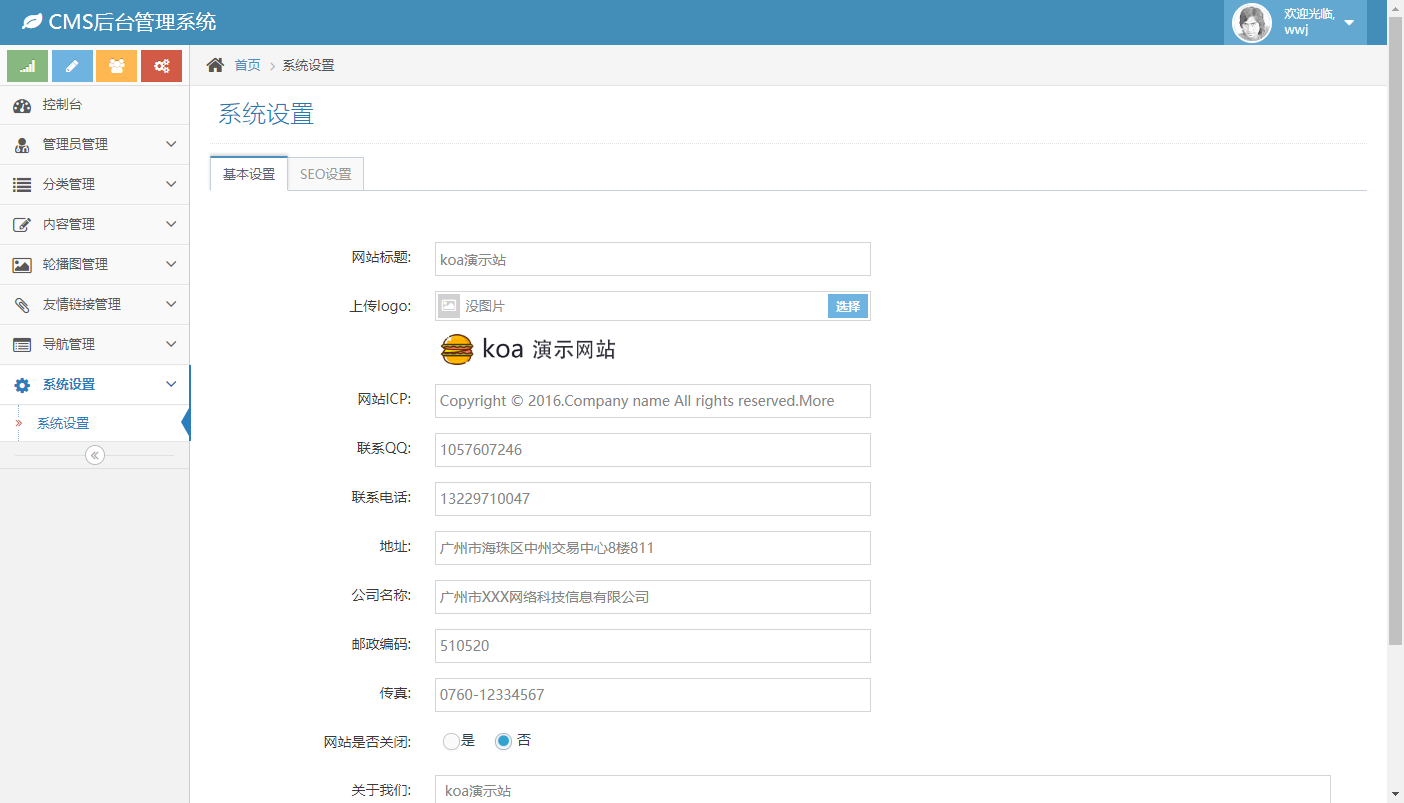 CMS后台管理系统
欢迎光临,
wwj
首页 系统设置
控制台
管理员管理
分类管理
内容管理
轮播图管理
友情链接管理
导航管理
系统设置
系统设置
系统设置
基本设置 SEO设置
网站标题: koa演示站
上传logo: 没图片 选择
koa 演示网站
网站ICP: Copyright © 2016.Company name All rights reserved.More
联系QQ: 1057607246
联系电话: 13229710047
地址: 广州市海珠区中州交易中心8楼811
公司名称: 广州市XXX网络科技信息有限公司
邮政编码: 510520
传真: 0760-12334567
网站是否关闭: 是 否
关于我们: koa演示站